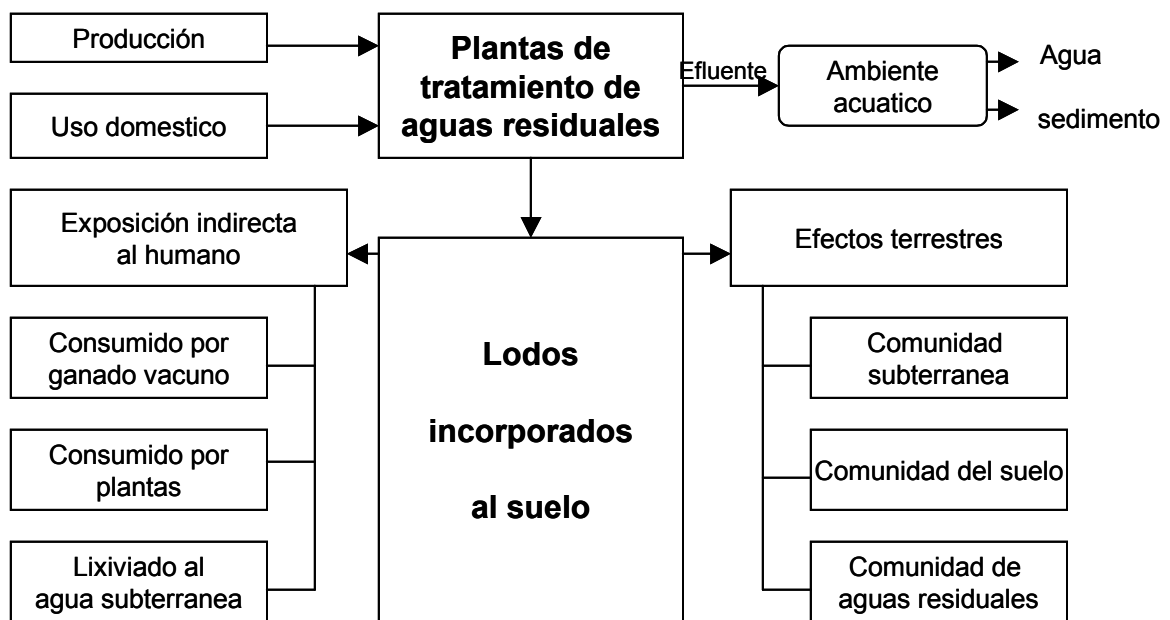 Producción
Uso domestico
Plantas de
tratamiento de
aguas residuales
Efluente
Ambiente
acuatico
Agua
sedimento
Exposición indirecta
al humano
Consumido por
ganado vacuno
Consumido por
plantas
Lixiviado al
agua subterranea
Lodos
incorporados
al suelo
Efectos terrestres
Comunidad
subterranea
Comunidad del suelo
Comunidad de
aguas residuales